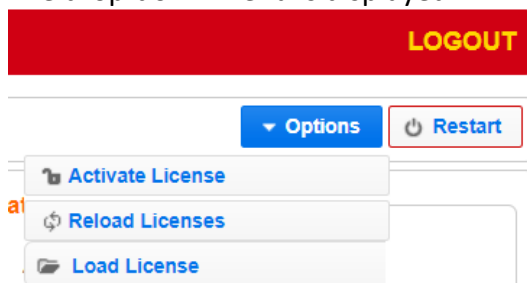 LOGOUT
Options
Restart
Activate License
Reload Licenses
Load License